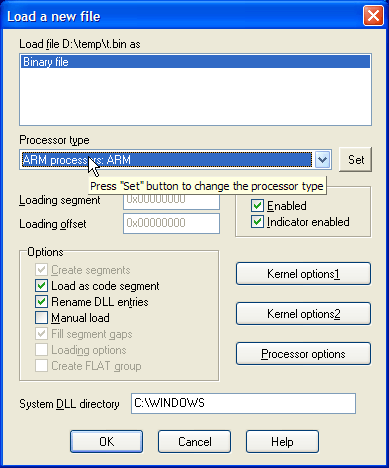 Load a new file
Load file D:\temp\t.bin as
Binary file
Processor type
ARM processors: ARM
Set
Press "Set" button to change the processor type
Loading segment 0x00000000
Enabled
Loading offset 0x00000000
Indicator enabled
Options
Create segments
Load as code segment
Rename DLL entries
Manual load
Fill segment gaps
Loading options
Create FLAT group
Kernel options1
Kernel options2
Processor options
System DLL directory C:\WINDOWS
OK Cancel Help